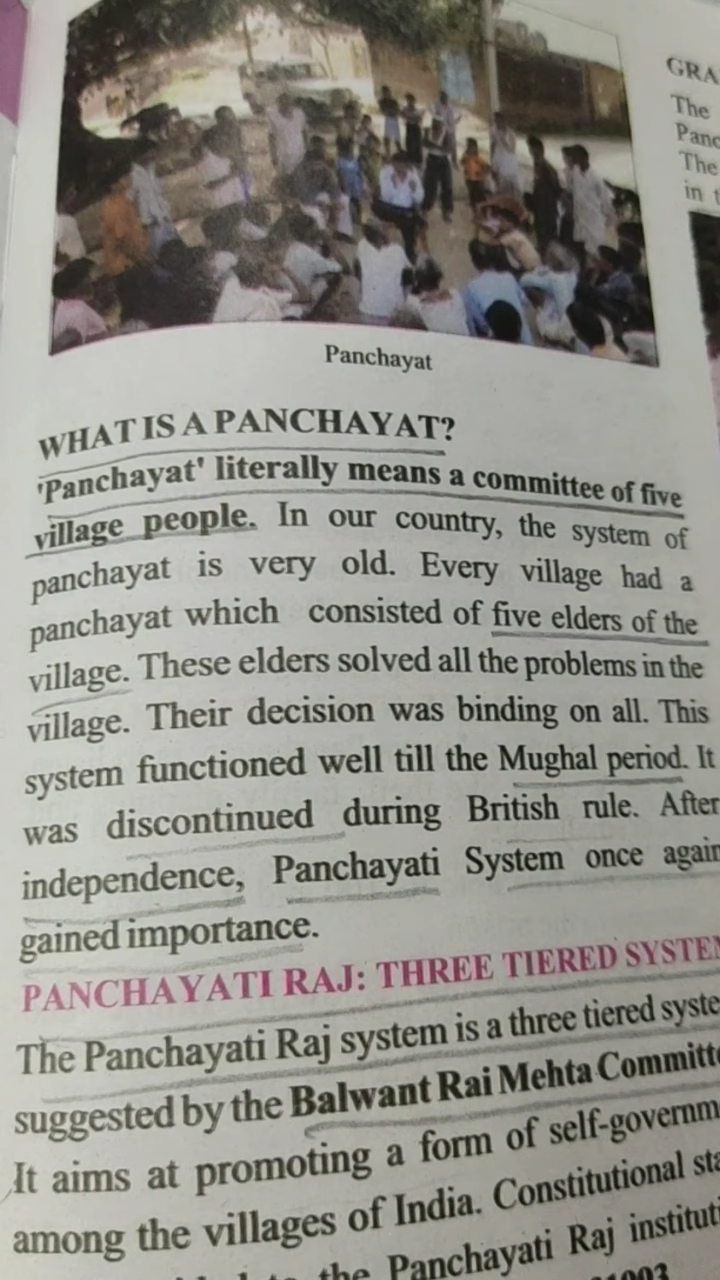 Panchayat
WHAT IS A PANCHAYAT?
'Panchayat' literally means a committee of five
village people. In our country, the system of
panchayat is very old. Every village had a
panchayat which consisted of five elders of the
village. These elders solved all the problems in the
village. Their decision was binding on all. This
system functioned well till the Mughal period. It
was discontinued during British rule. After
independence, Panchayati System once again
gained importance.
PANCHAYATI RAJ: THREE TIERED SYSTEM
The Panchayati Raj system is a three tiered
suggested by the Balwant Rai Mehta
It aims at promoting a form of
among the villages of India. Constitutional
the Panchayati Raj
The
The
in